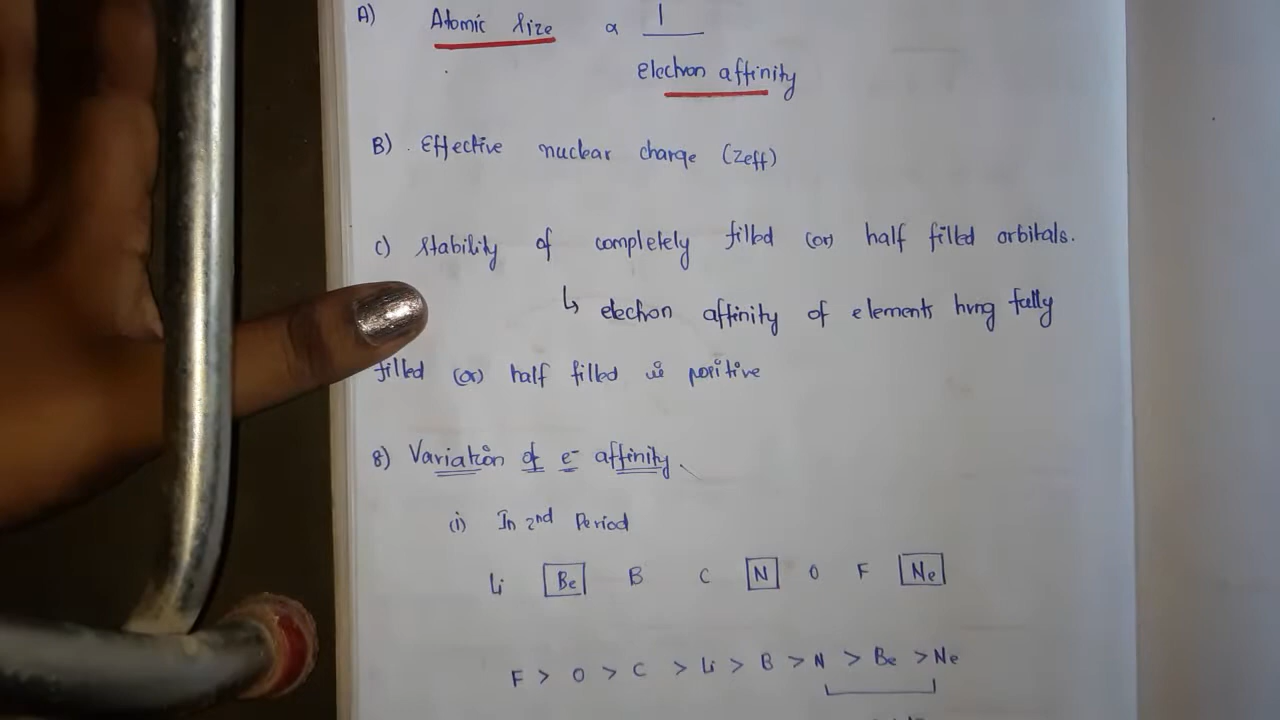 A) Atomic size α 1
electron affinity
B) . Effective nuclear charge (Zeff)
c) stability of completely filled (or) half filled orbitals.
↳ electron affinity of elements hvng fully
filled (or) half filled is positive
8) Variation of e⁻ affinity
(i) In 2nd Period
Li Be B C N O F Ne
F > O > C > Li > B > N > Be > Ne